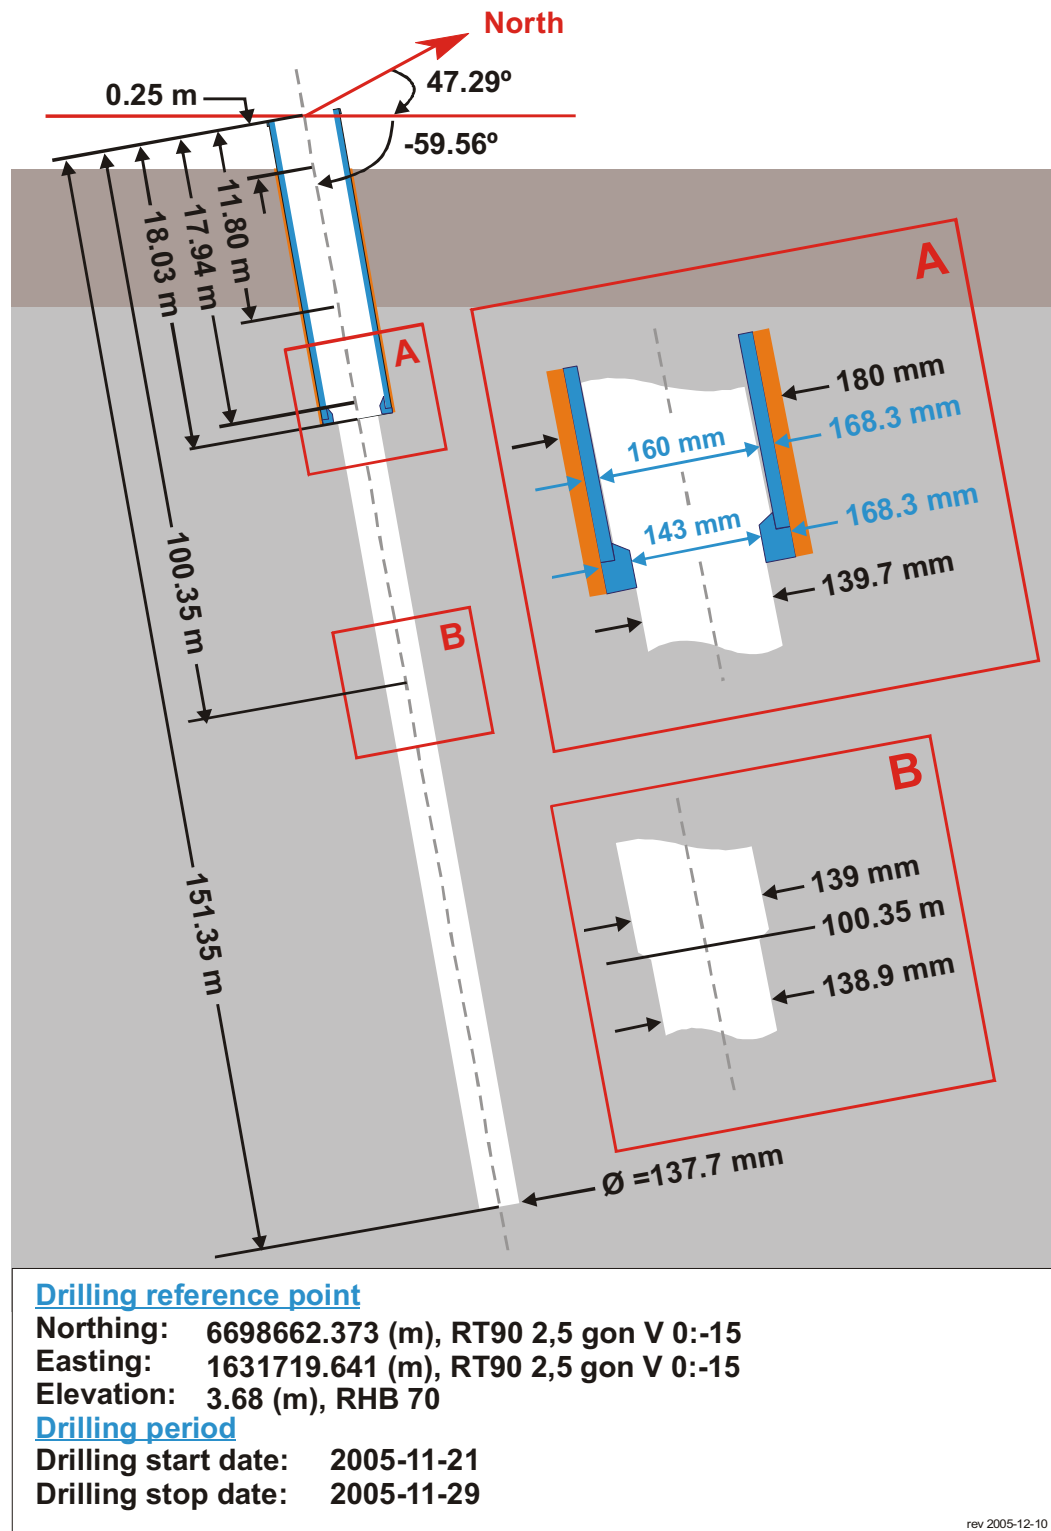 North
47.29º
0.25 m
-59.56º
11.80 m
17.94 m
18.03 m
100.35 m
151.35 m
A
B
A
180 mm
168.3 mm
160 mm
168.3 mm
143 mm
139.7 mm
B
139 mm
100.35 m
138.9 mm
Ø =137.7 mm
Drilling reference point
Northing: 6698662.373 (m), RT90 2,5 gon V 0:-15
Easting: 1631719.641 (m), RT90 2,5 gon V 0:-15
Elevation: 3.68 (m), RHB 70
Drilling period
Drilling start date: 2005-11-21
Drilling stop date: 2005-11-29
rev 2005-12-10